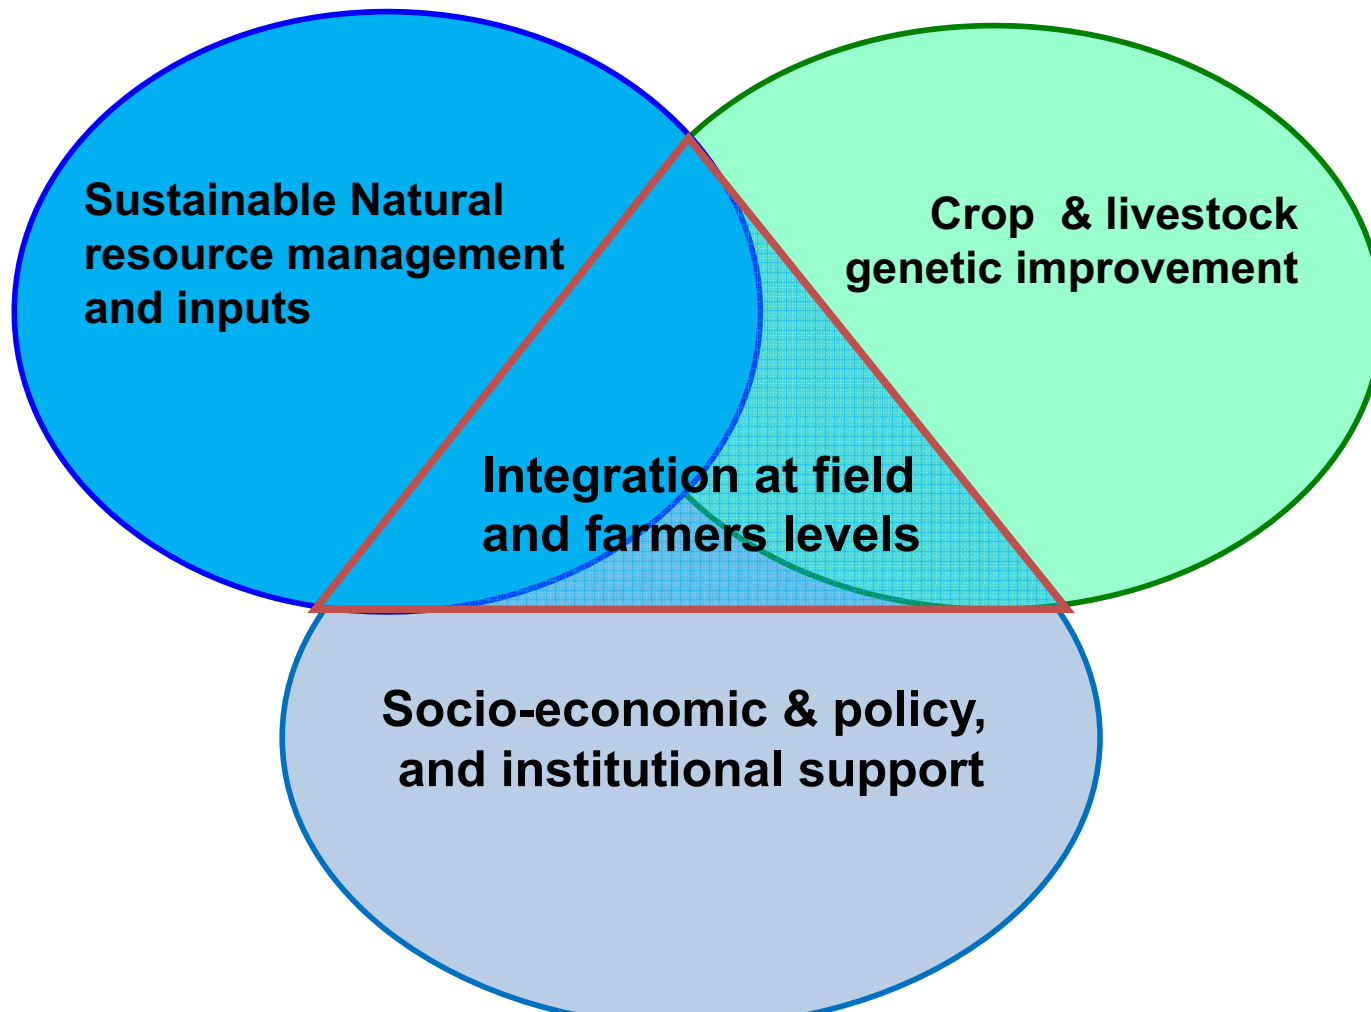 Sustainable Natural
resource management
and inputs
Crop & livestock
genetic improvement
Integration at field
and farmers levels
Socio-economic & policy,
and institutional support